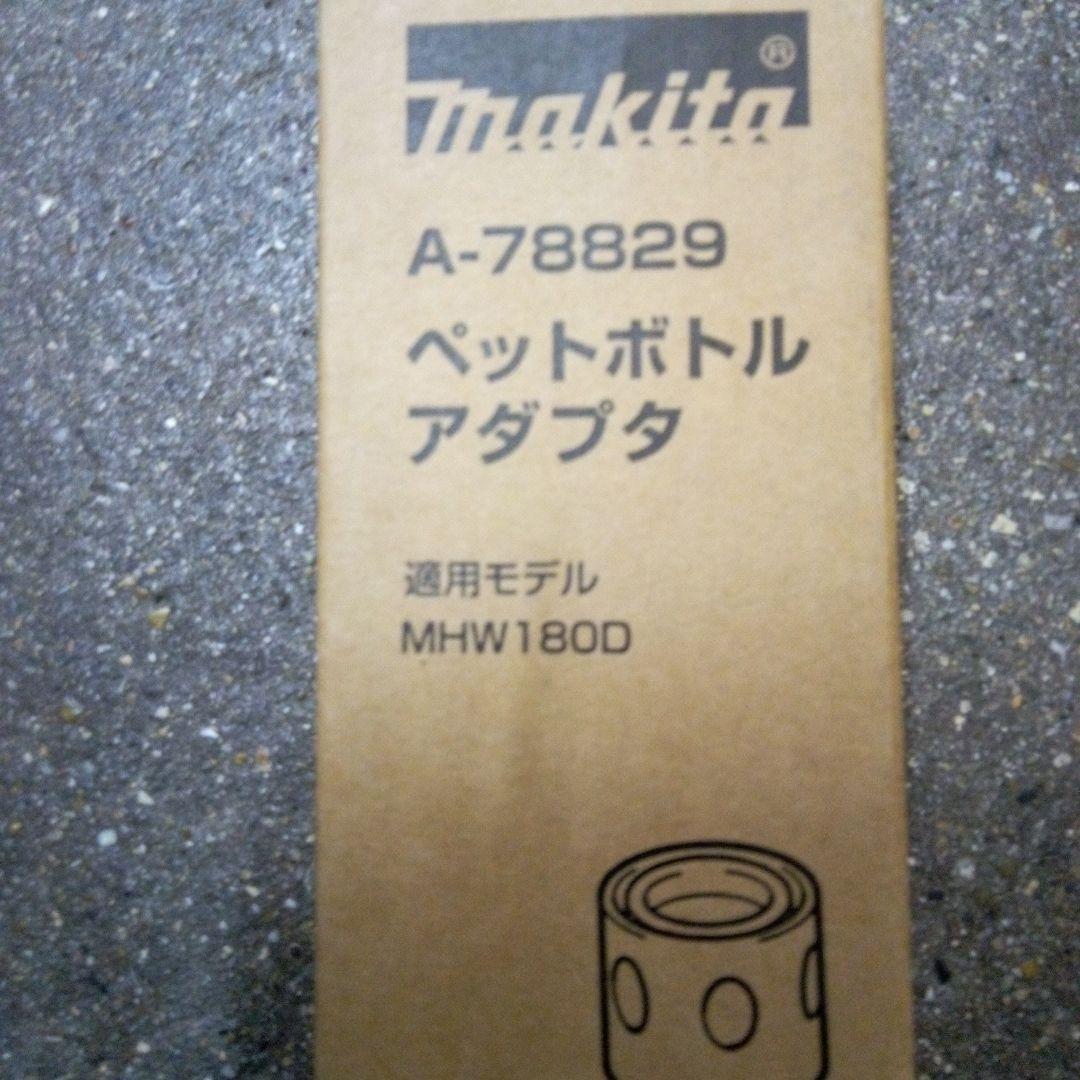 makita®
A-78829
ペットボトル
アダプタ
適用モデル
MHW180D